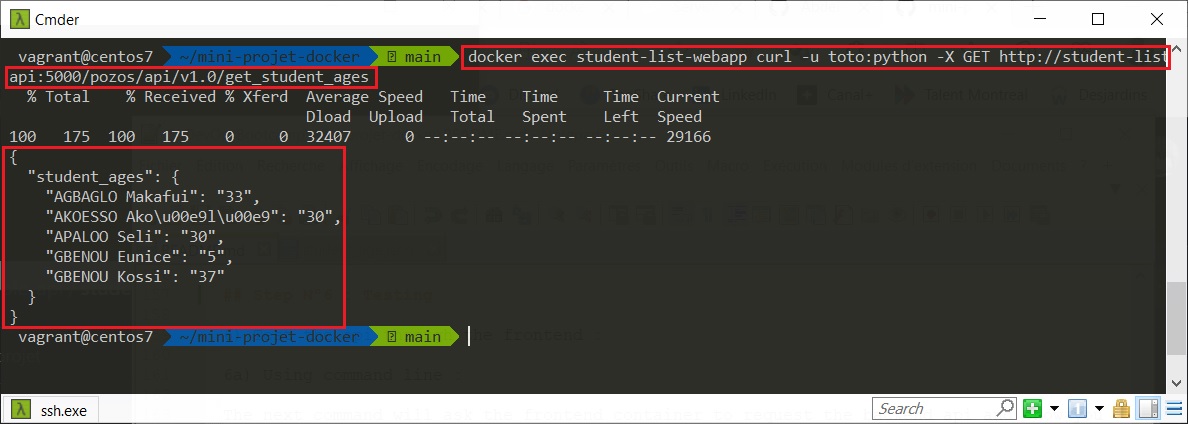 Cmder
vagrant@centos7 ~/mini-projet-docker main docker exec student-list-webapp curl -u toto:python -X GET http://student-list
api:5000/pozos/api/v1.0/get_student_ages
% Total % Received % Xferd Average Speed Time Time Time Current
Dload Upload Total Spent Left Speed
100 175 100 175 0 0 32407 0 --:--:-- --:--:-- --:--:-- 29166
{
"student_ages": {
"AGBAGLO Makafui": "33",
"AKOESSO Ako\u00e9l\u00e9": "30",
"APALOO Seli": "30",
"GBENOU Eunice": "5",
"GBENOU Kossi": "37"
}
}
vagrant@centos7 ~/mini-projet-docker main
ssh.exe
Search